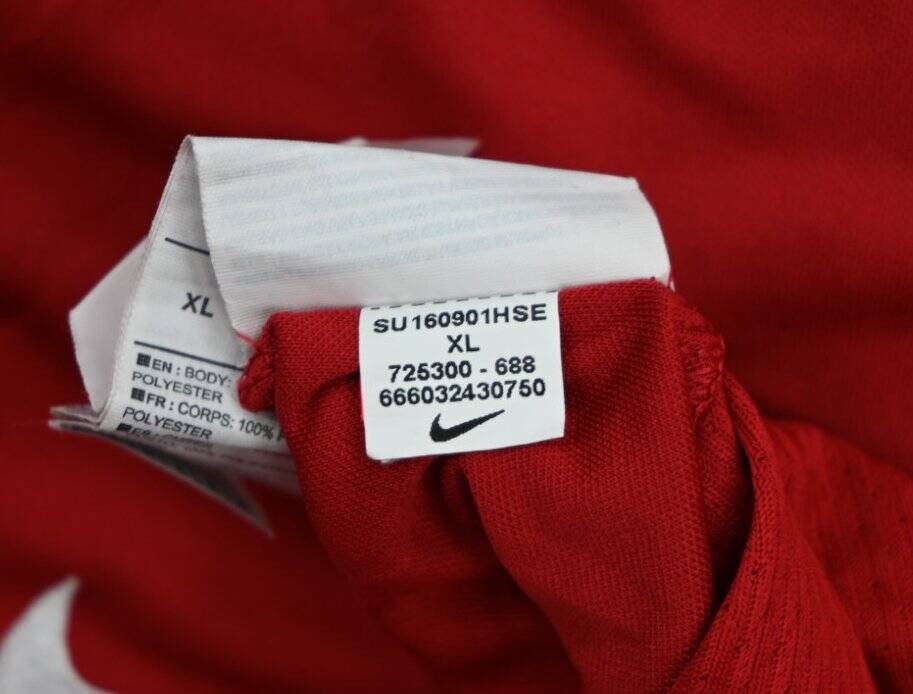 XL
EN : BODY:
POLYESTER
FR : CORPS: 100%
POLYESTER
SU160901HSE
XL
725300 - 688
666032430750